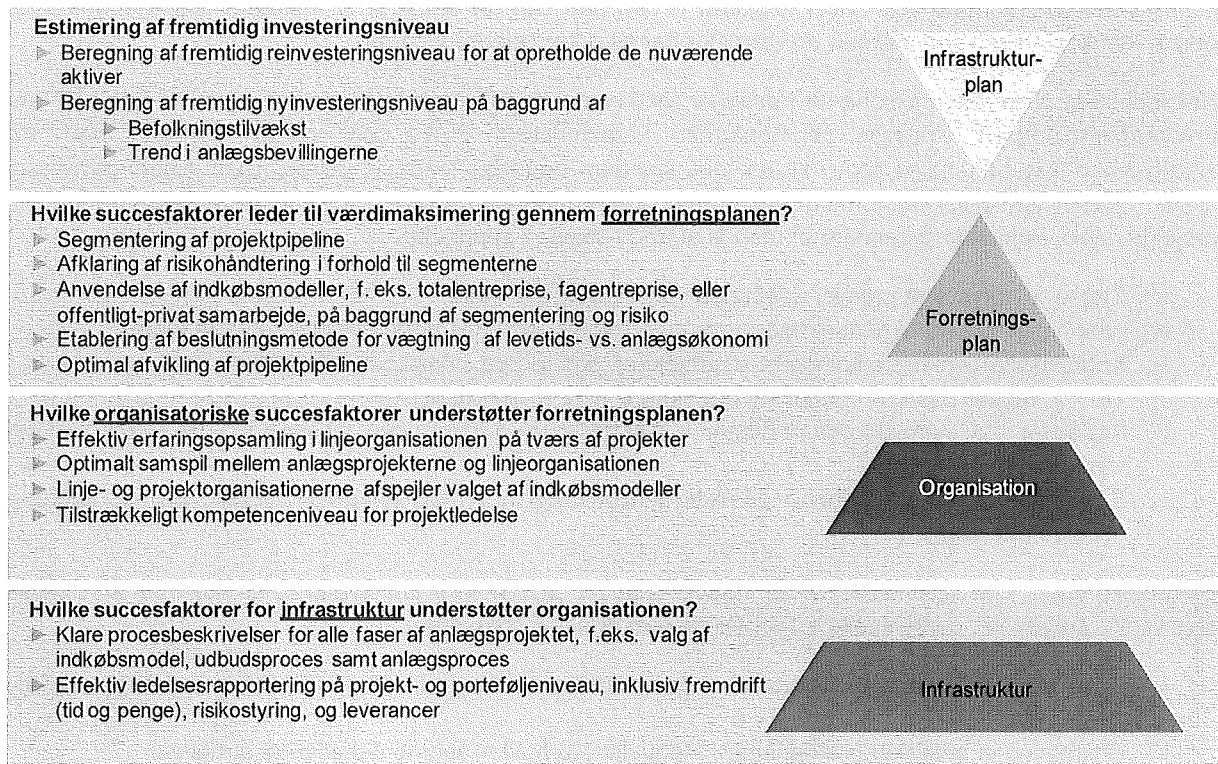 Estimering af fremtidig investeringsniveau
Beregning af fremtidig reinvesteringsniveau for at opretholde de nuværende
aktiver
Beregning af fremtidig nyinvesteringsniveau på baggrund af
Befolkningstilvækst
Trend i anlægsbevillingerne
Infrastruktur-
plan
Hvilke succesfaktorer leder til værdimaksimering gennem forretningsplanen?
Segmentering af projektpipeline
Afklaring af risikohåndtering i forhold til segmenterne
Anvendelse af indkøbsmodeller, f. eks. totalentreprise, fagentreprise, eller
offentligt-privat samarbejde, på baggrund af segmentering og risiko
Etablering af beslutningsmetode for vægtning af levetids- vs. anlægsøkonomi
Optimal afvikling af projektpipeline
Forretnings-
plan
Hvilke organisatoriske succesfaktorer understøtter forretningsplanen?
Effektiv erfaringsopsamling i linjeorganisationen på tværs af projekter
Optimalt samspil mellem anlægsprojekterne og linjeorganisationen
Linje- og projektorganisationerne afspejler valget af indkøbsmodeller
Tilstrækkeligt kompetenceniveau for projektledelse
Organisation
Hvilke succesfaktorer for infrastruktur understøtter organisationen?
Klare procesbeskrivelser for alle faser af anlægsprojektet, f.eks. valg af
indkøbsmodel, udbudsproces samt anlægsproces
Effektiv ledelsesrapportering på projekt- og porteføljeniveau, inklusiv fremdrift
(tid og penge), risikostyring, og leverancer
Infrastruktur